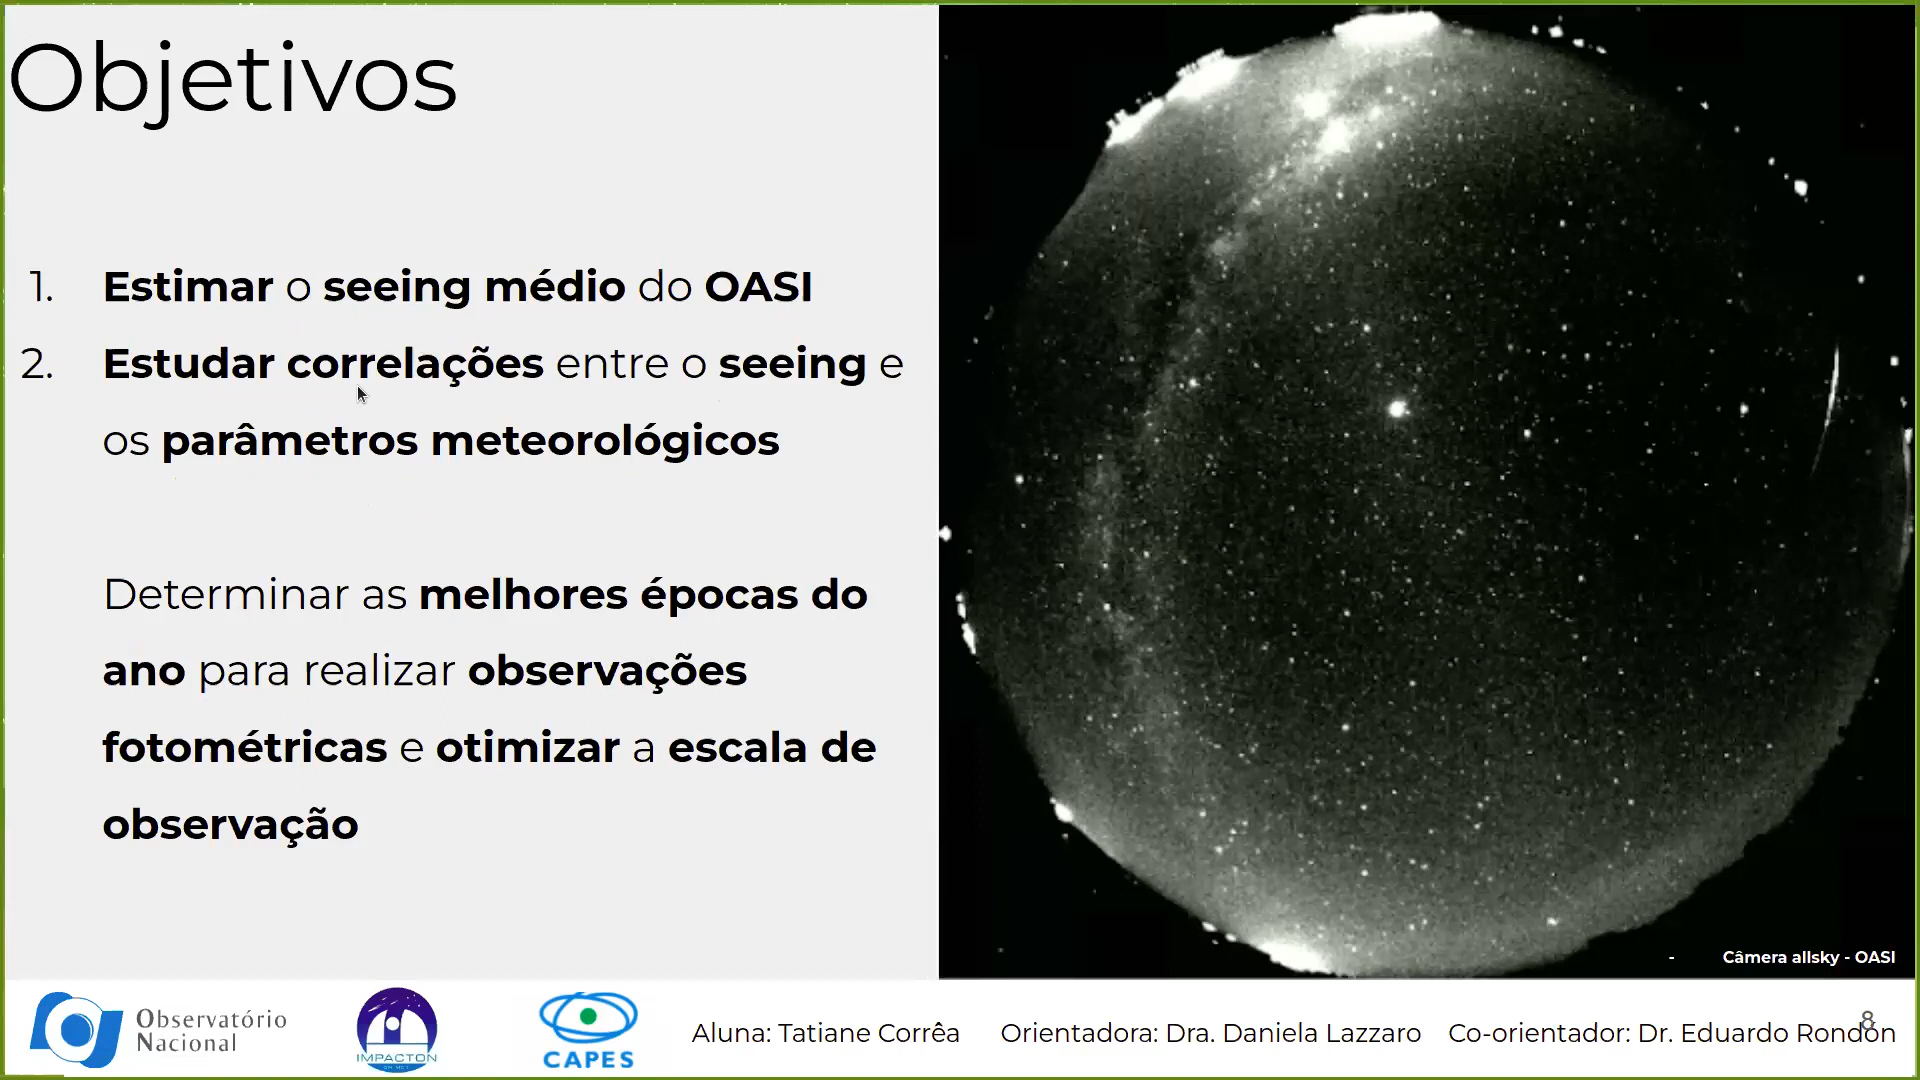 Objetivos
1. Estimar o seeing médio do OASI
2. Estudar correlações entre o seeing e
os parâmetros meteorológicos
Determinar as melhores épocas do
ano para realizar observações
fotométricas e otimizar a escala de
observação
- Câmera allsky - OASI
Observatório
Nacional
IMPACTON
CAPES
Aluna: Tatiane Corrêa Orientadora: Dra. Daniela Lazzaro Co-orientador: Dr. Eduardo Rondón
8